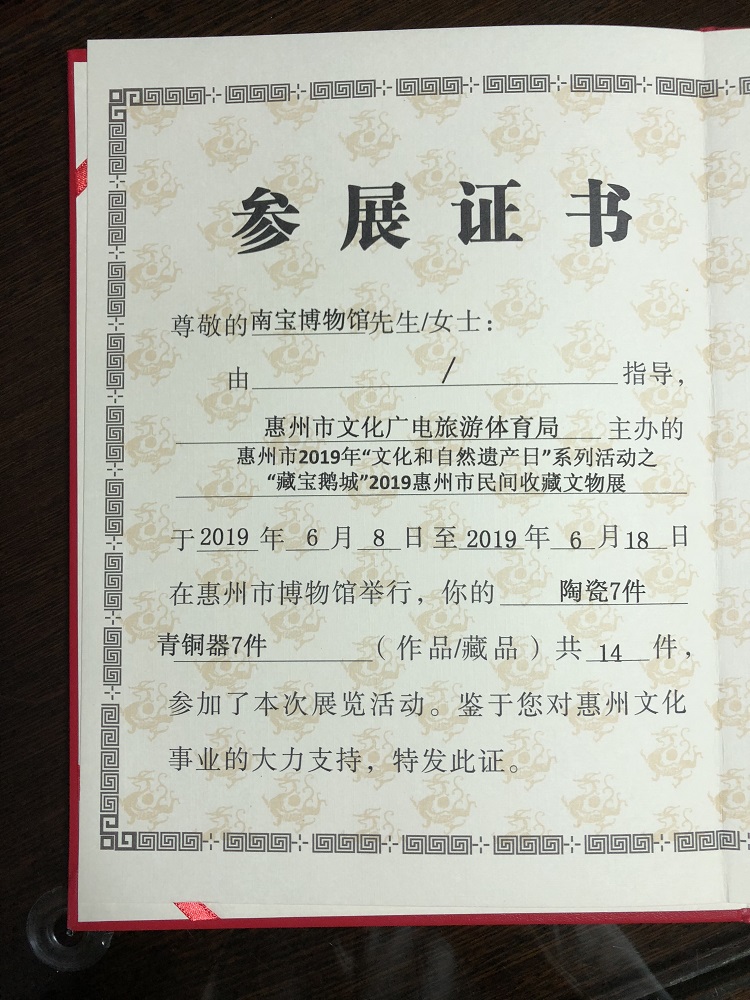 参展证书
尊敬的南宝博物馆先生/女士：
由 / 指导，
惠州市文化广电旅游体育局 主办的
惠州市2019年“文化和自然遗产日”系列活动之
“藏宝鹅城”2019惠州市民间收藏文物展
于2019年6月8日至2019年6月18日
在惠州市博物馆举行，你的 陶瓷7件
青铜器7件（作品/藏品）共14件，
参加了本次展览活动。鉴于您对惠州文化
事业的大力支持，特发此证。